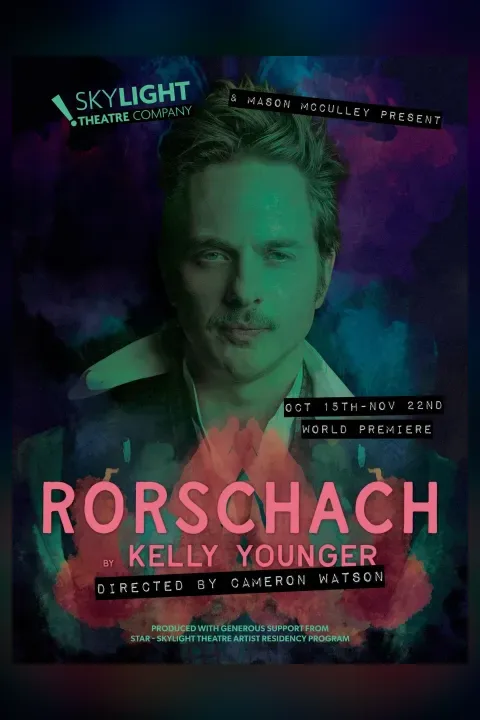 SKYLIGHT
THEATRE COMPANY
& MASON MCCULLEY PRESENT
OCT 15TH-NOV 22ND
WORLD PREMIERE
RORSCHACH
BY KELLY YOUNGER
DIRECTED BY CAMERON WATSON
PRODUCED WITH GENEROUS SUPPORT FROM
STAR - SKYLIGHT THEATRE ARTIST RESIDENCY PROGRAM